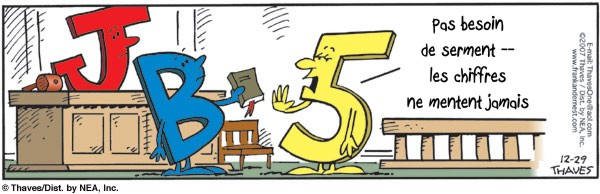 J
B
5
Pas besoin
de serment --
les chiffres
ne mentent jamais
E-mail: ThavesOne@aol.com
©2007 Thaves / Dist. by NEA, Inc.
www.frankandernest.com
12-29
THAVES
© Thaves/Dist. by NEA, Inc.